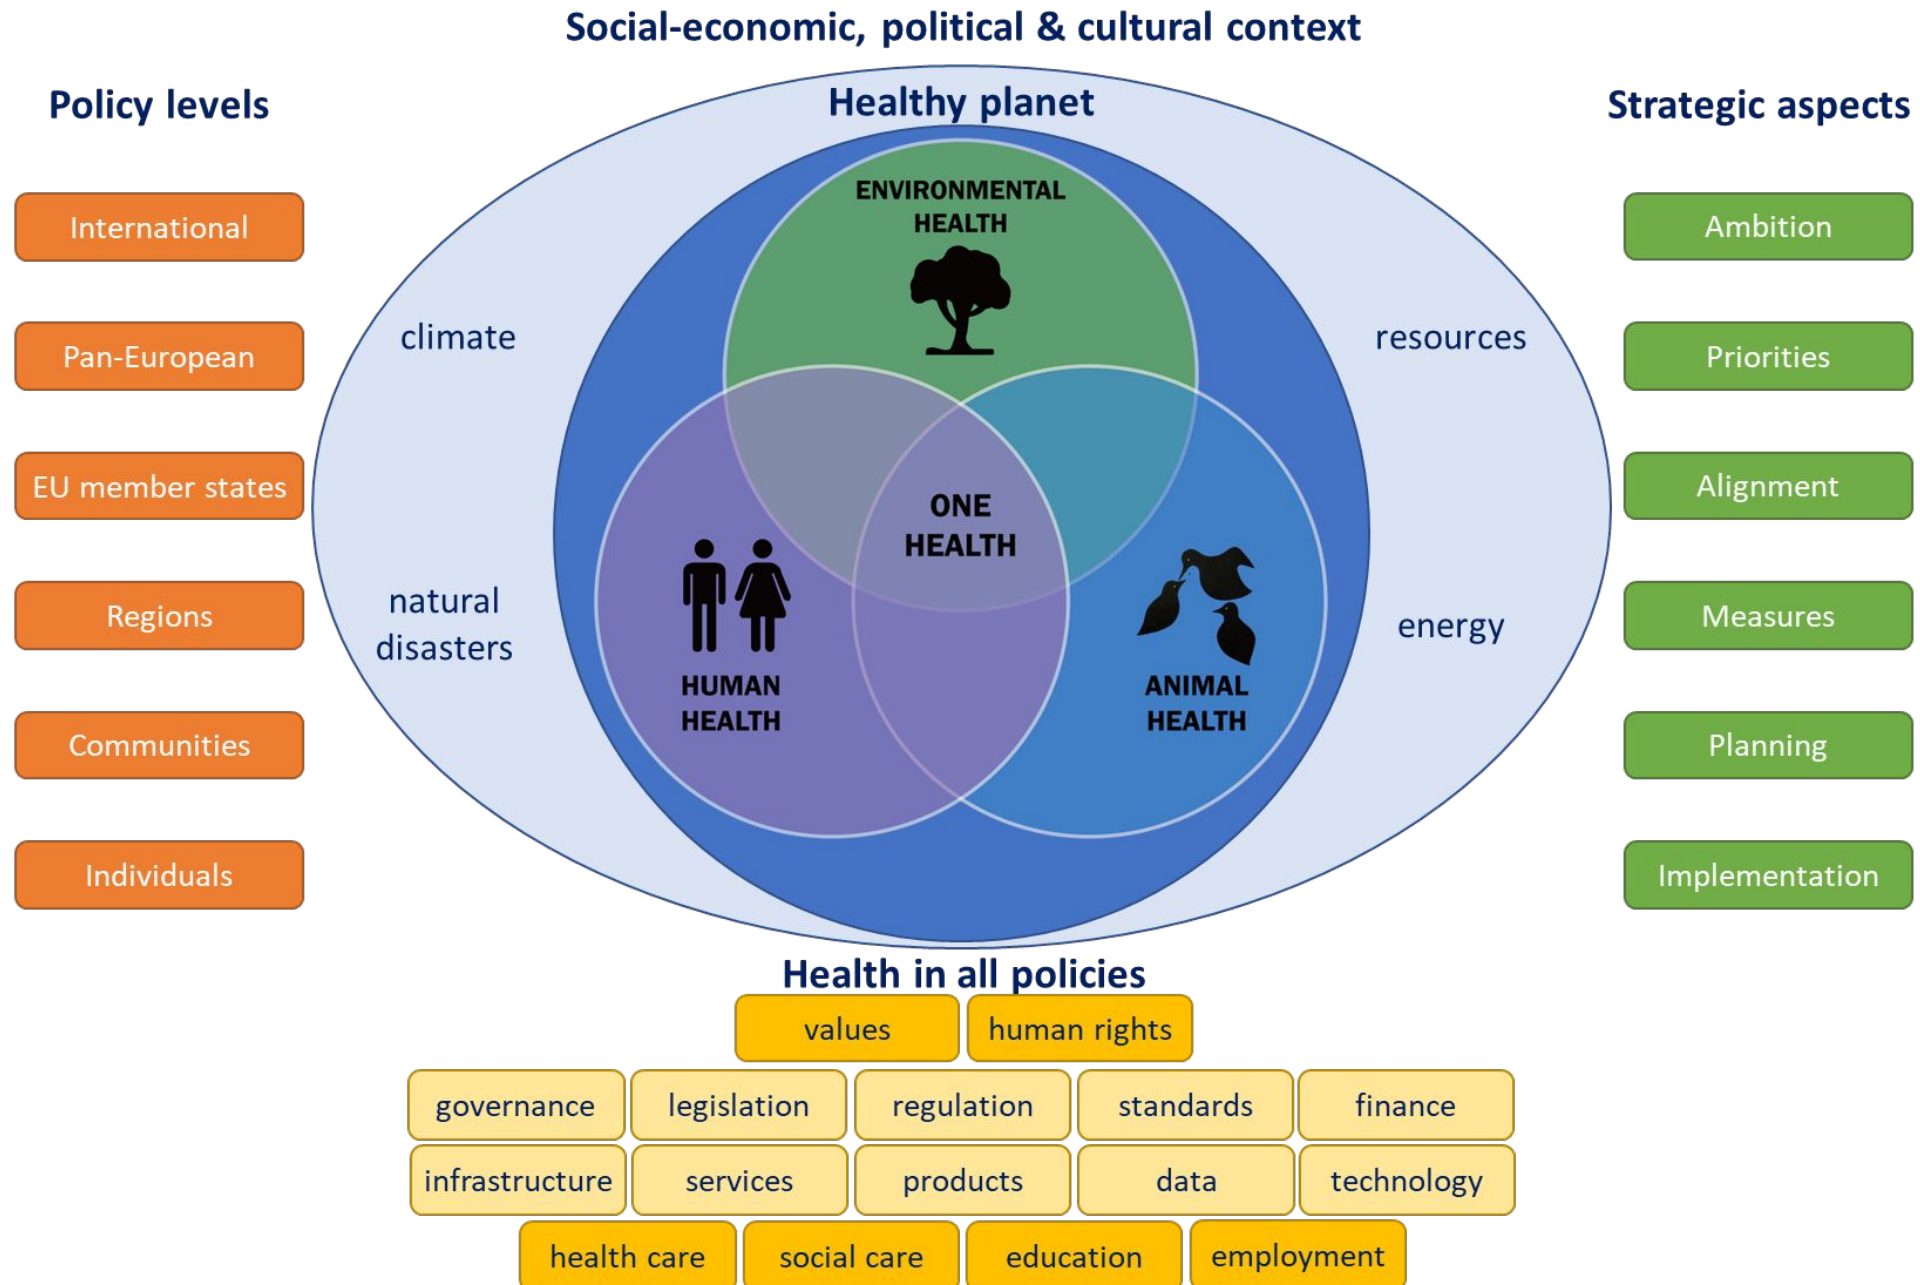 Social-economic, political & cultural context
Policy levels
International
Pan-European
EU member states
Regions
Communities
Individuals
Healthy planet
climate
natural
disasters
resources
energy
ENVIRONMENTAL
HEALTH
ONE
HEALTH
HUMAN
HEALTH
ANIMAL
HEALTH
Strategic aspects
Ambition
Priorities
Alignment
Measures
Planning
Implementation
Health in all policies
values
human rights
governance
legislation
regulation
standards
finance
infrastructure
services
products
data
technology
health care
social care
education
employment